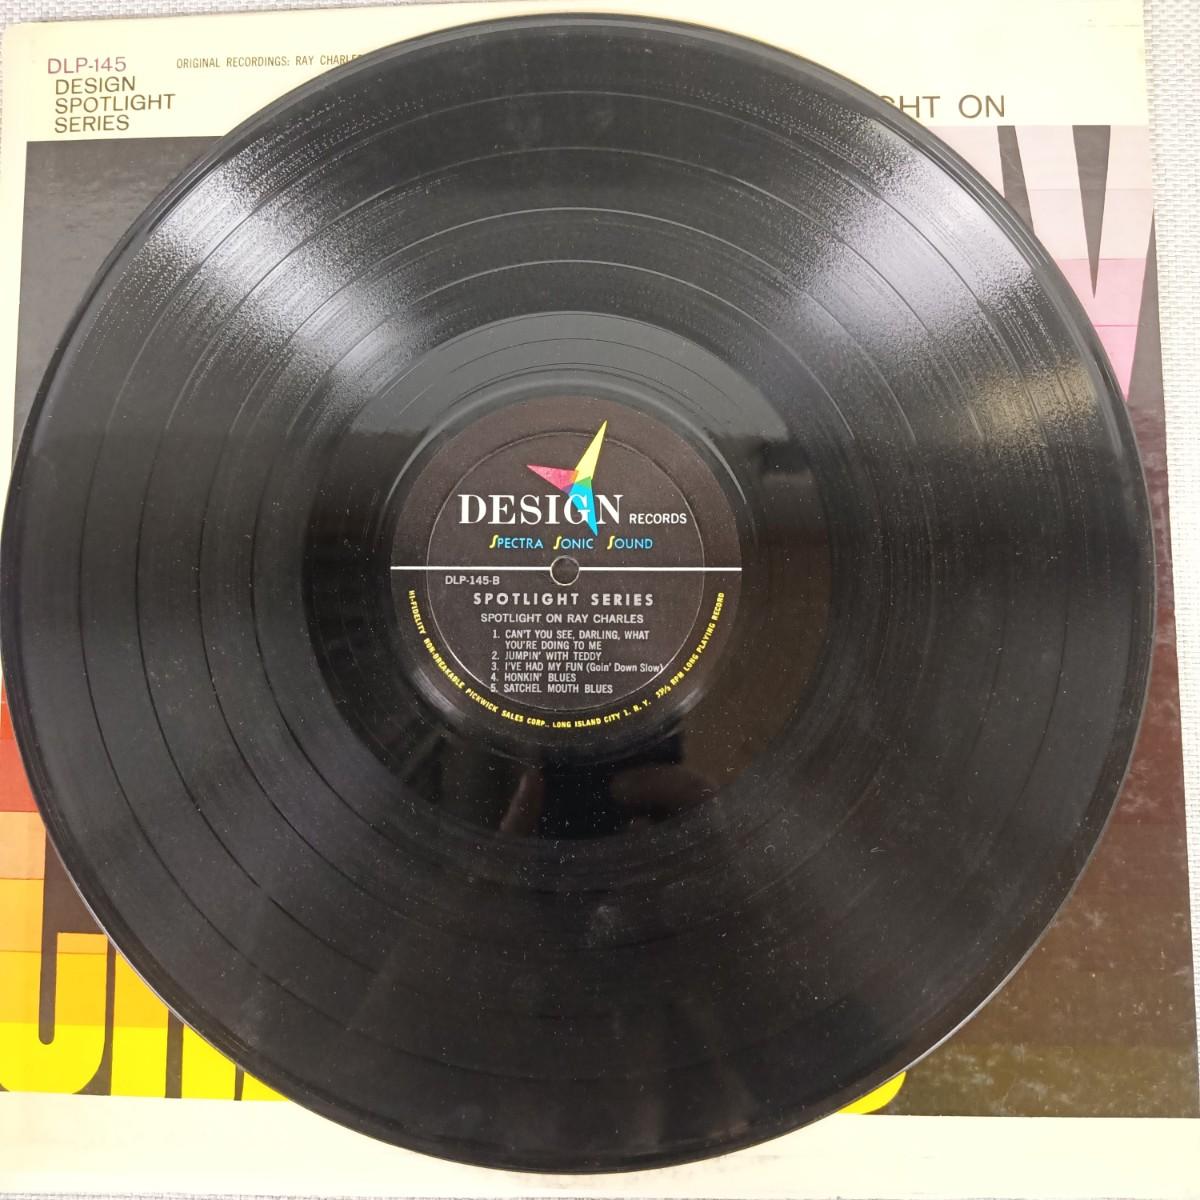 DLP-145
DESIGN
SPOTLIGHT
SERIES
ORIGINAL RECORDINGS: RAY CHARLE
GHT ON
DESIGN RECORDS
SPECTRA SONIC SOUND
DLP-145-B
SPOTLIGHT SERIES
SPOTLIGHT ON RAY CHARLES
1. CAN'T YOU SEE, DARLING, WHAT
YOU'RE DOING TO ME
2. JUMPIN' WITH TEDDY
3. I'VE HAD MY FUN (Goin' Down Slow)
4. HONKIN' BLUES
5. SATCHEL MOUTH BLUES
HI-FIDELITY NON-BREAKABLE PICKWICK SALES CORP., LONG ISLAND CITY 1, N. Y. 33⅓ RPM LONG PLAYING RECORD